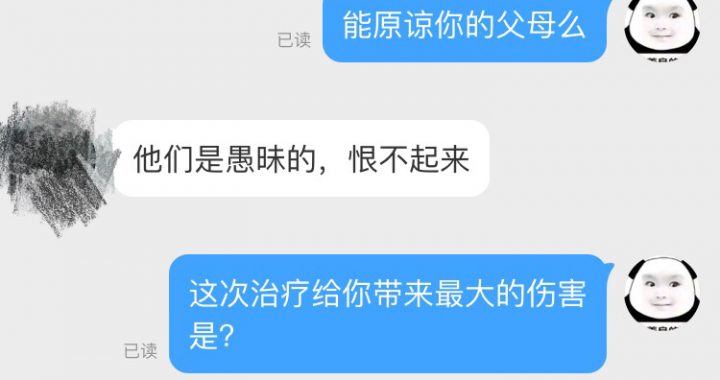 能原谅你的父母么
已读
他们是愚昧的，恨不起来
这次治疗给你带来最大的伤害
是？
已读